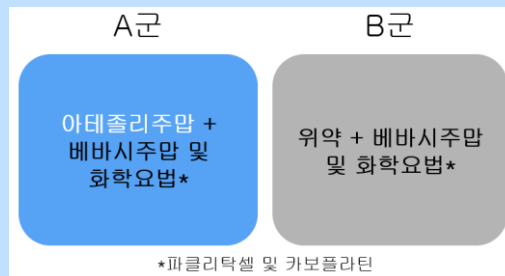 A군
B군
아테졸리주맙 +
베바시주맙 및
화학요법*
위약 + 베바시주맙
및 화학요법*
*파클리탁셀 및 카보플라틴